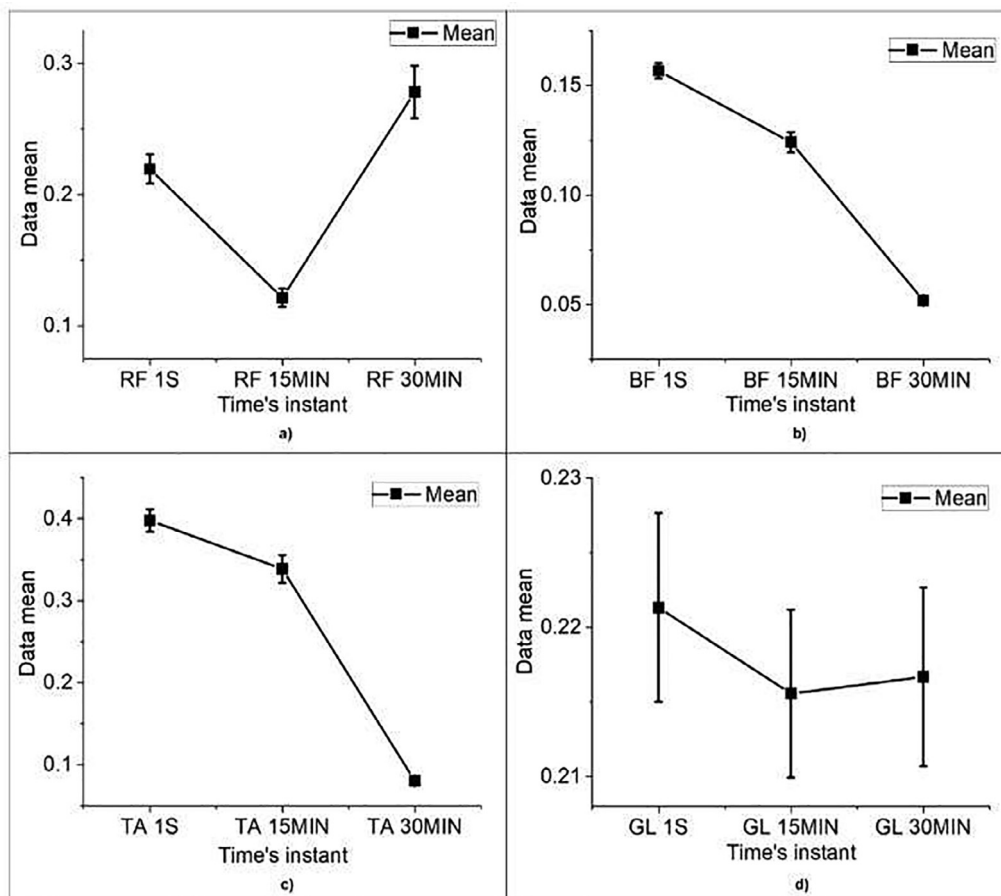 Mean
Data mean
0.3
0.2
0.1
RF 1S RF 15MIN RF 30MIN
Time's instant
a)
Mean
Data mean
0.15
0.10
0.05
BF 1S BF 15MIN BF 30MIN
Time's instant
b)
Mean
Data mean
0.4
0.3
0.2
0.1
TA 1S TA 15MIN TA 30MIN
Time's instant
c)
Mean
Data mean
0.23
0.22
0.21
GL 1S GL 15MIN GL 30MIN
Time's instant
d)